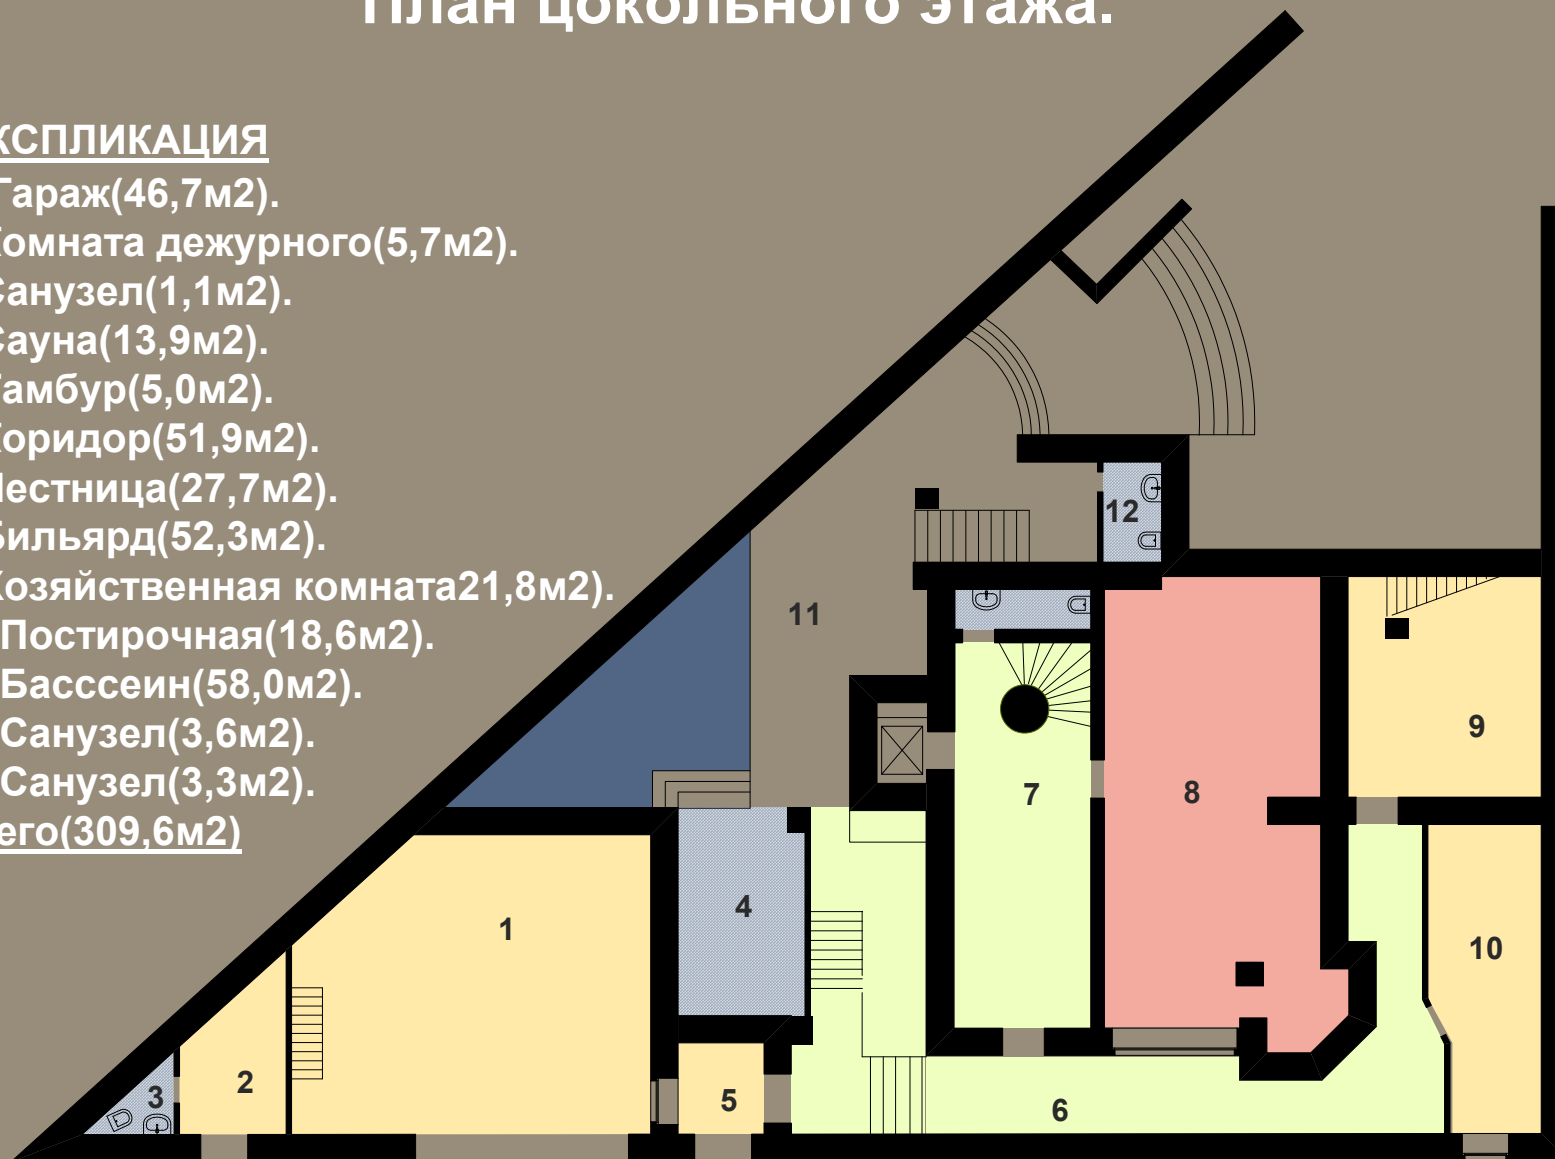 План цокольного этажа.
КСПЛИКАЦИЯ
Гараж(46,7м2).
Комната дежурного(5,7м2).
Санузел(1,1м2).
Сауна(13,9м2).
Тамбур(5,0м2).
Коридор(51,9м2).
Лестница(27,7м2).
Бильярд(52,3м2).
Хозяйственная комната21,8м2).
Постирочная(18,6м2).
Басссеин(58,0м2).
Санузел(3,6м2).
Санузел(3,3м2).
его(309,6м2)
12
11
9
7
8
4
1
10
2
3
5
6